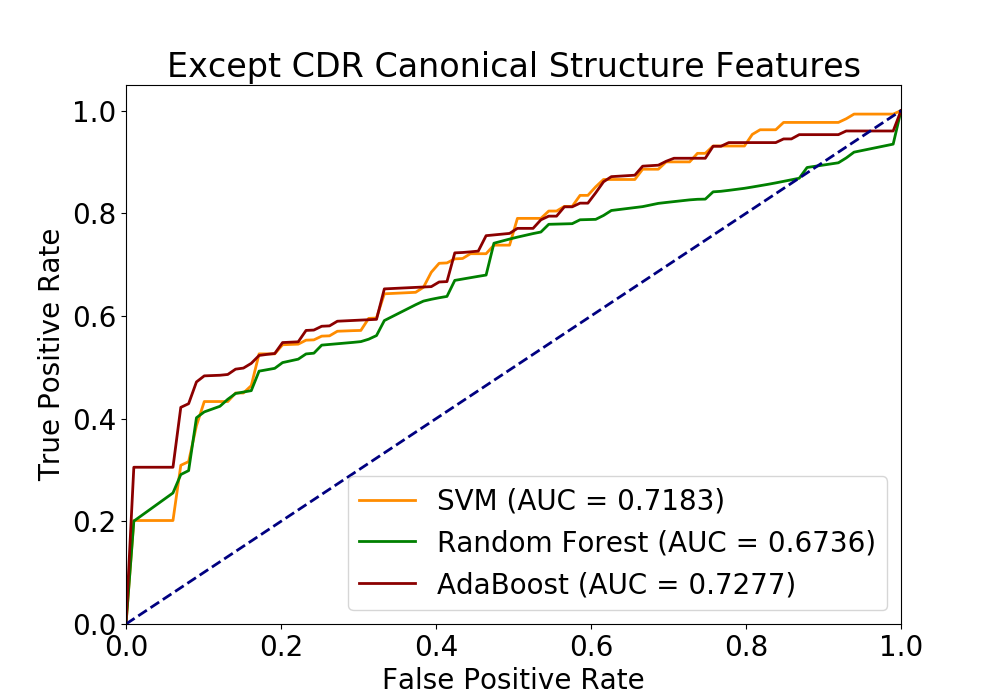 Except CDR Canonical Structure Features
1.0
0.8
0.6
0.4
0.2
0.0
True Positive Rate
SVM (AUC = 0.7183)
Random Forest (AUC = 0.6736)
AdaBoost (AUC = 0.7277)
0.0 0.2 0.4 0.6 0.8 1.0
False Positive Rate